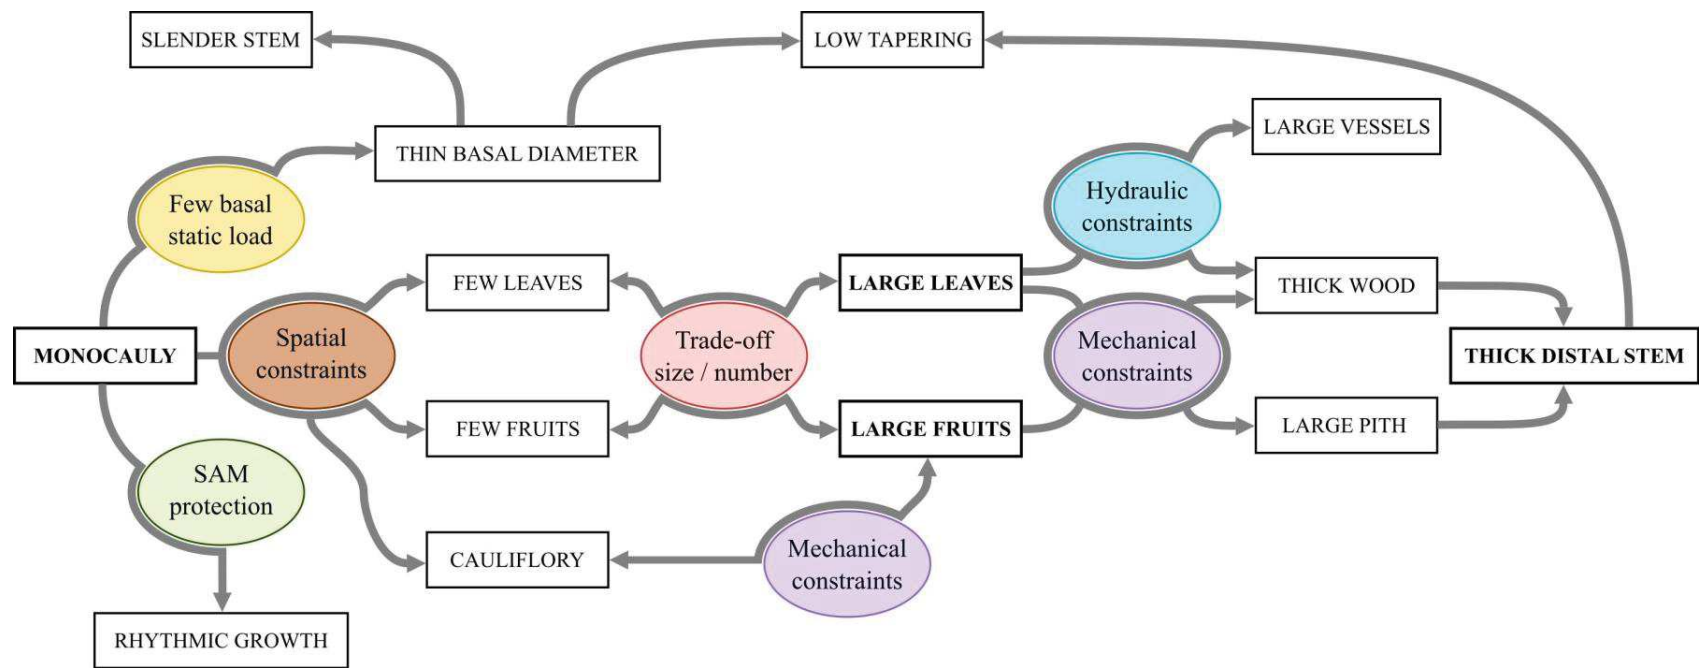 SLENDER STEM
LOW TAPERING
LARGE VESSELS
THIN BASAL DIAMETER
Few basal
static load
Hydraulic
constraints
FEW LEAVES
LARGE LEAVES
THICK WOOD
MONOCAULY
Spatial
constraints
Trade-off
size / number
Mechanical
constraints
THICK DISTAL STEM
FEW FRUITS
LARGE FRUITS
LARGE PITH
SAM
protection
CAULIFLORY
Mechanical
constraints
RHYTHMIC GROWTH